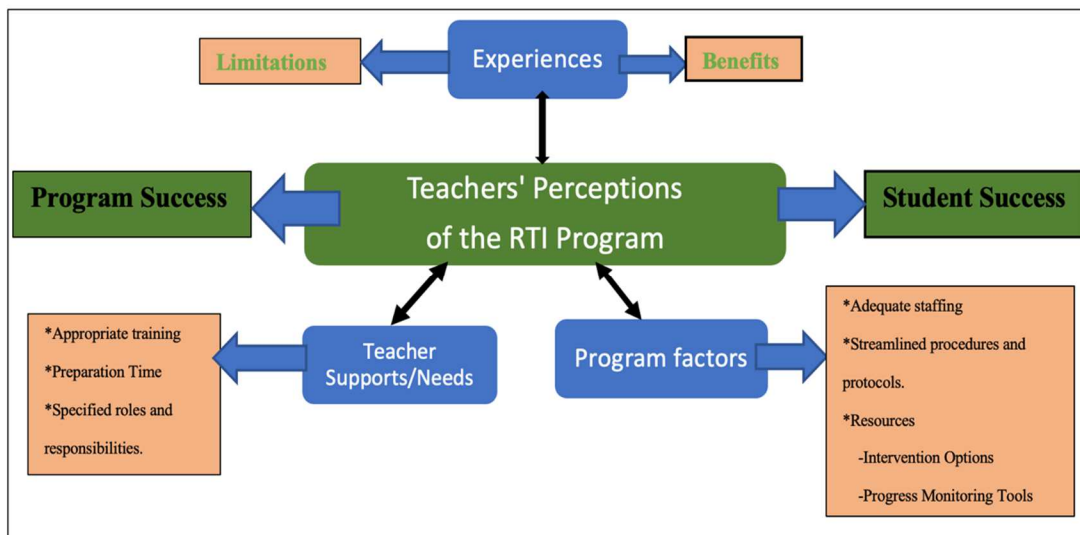 Experiences
Limitations
Benefits
Teachers' Perceptions
of the RTI Program
Program Success
Student Success
Teacher
Supports/Needs
*Appropriate training
*Preparation Time
*Specified roles and
responsibilities.
Program factors
*Adequate staffing
*Streamlined procedures and
protocols.
*Resources
-Intervention Options
-Progress Monitoring Tools